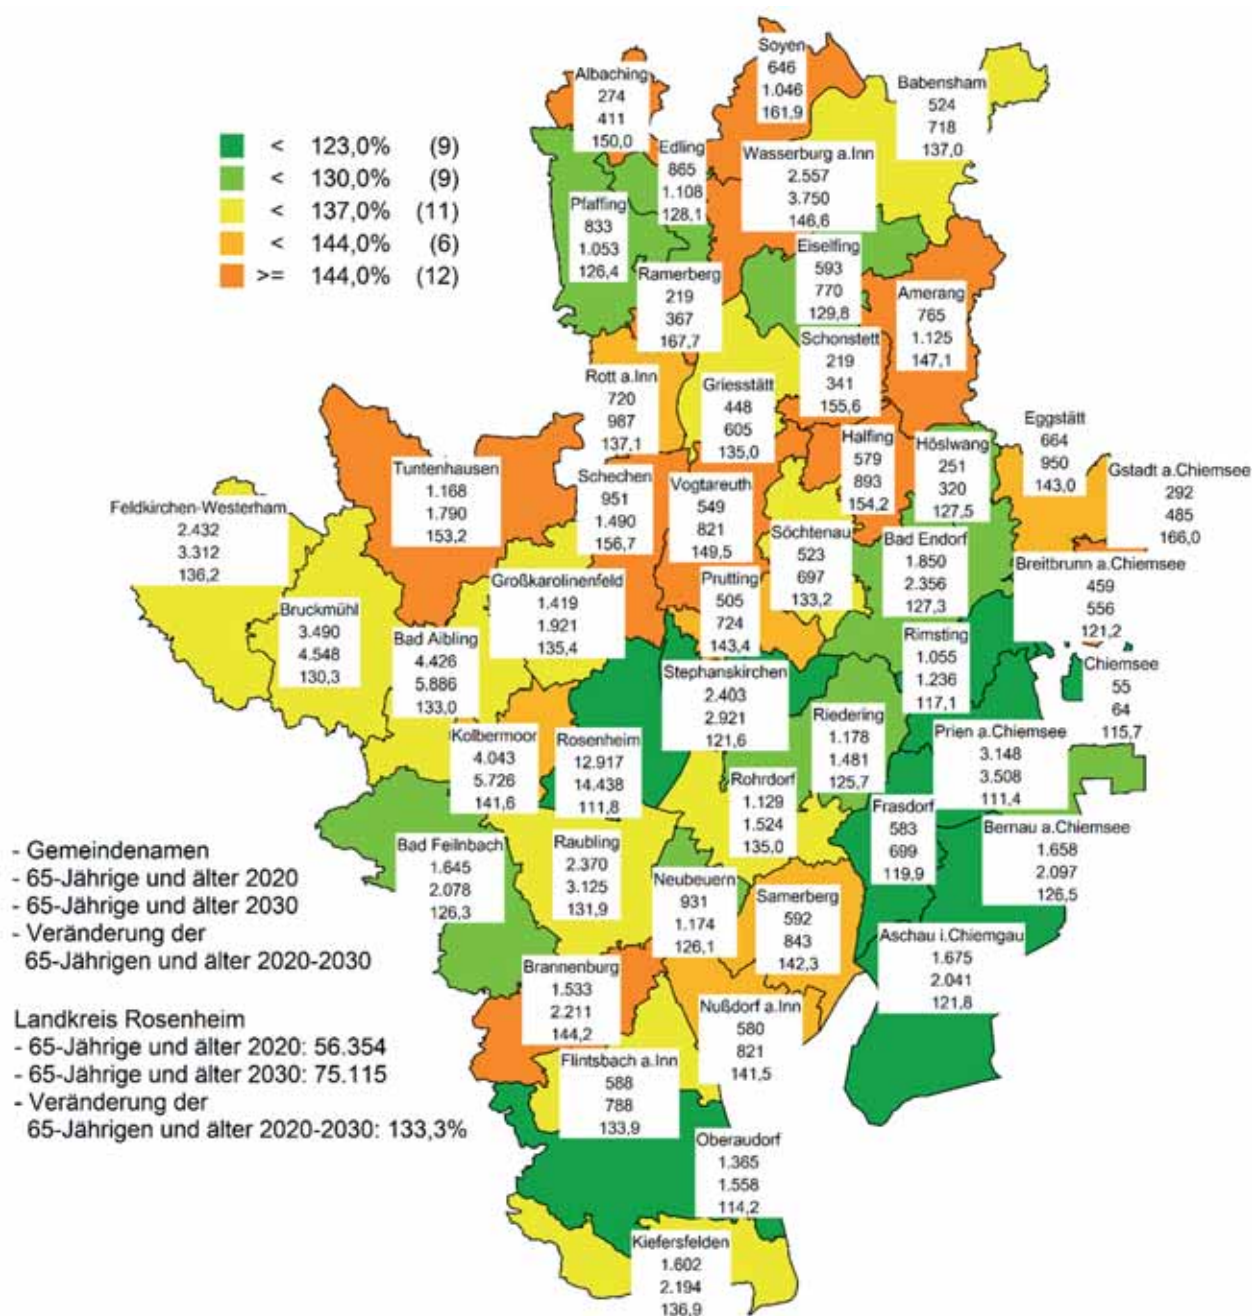 Soyen
646
1.046
161,9
Albaching
274
411
150,0
Babensham
524
718
137,0
< 123,0% (9)
< 130,0% (9)
< 137,0% (11)
< 144,0% (6)
>= 144,0% (12)
Edling
865
1.108
128,1
Wasserburg a.Inn
2.557
3.750
146,6
Pfaffing
833
1.053
126,4
Eiselfing
593
770
129,8
Ramerberg
219
367
167,7
Amerang
765
1.125
147,1
Schonstett
219
341
155,6
Rott a.Inn
720
987
137,1
Griesstätt
448
605
135,0
Eggstätt
664
950
143,0
Halfing
579
893
154,2
Höslwang
251
320
127,5
Gstadt a.Chiemsee
292
485
166,0
Tuntenhausen
1.168
1.790
153,2
Schechen
951
1.490
156,7
Vogtareuth
549
821
149,5
Feldkirchen-Westerham
2.432
3.312
136,2
Söchtenau
523
697
133,2
Bad Endorf
1.850
2.356
127,3
Breitbrunn a.Chiemsee
459
556
121,2
Großkarolinenfeld
1.419
1.921
135,4
Prutting
505
724
143,4
Bruckmühl
3.490
4.548
130,3
Bad Aibling
4.426
5.886
133,0
Rimsting
1.055
1.236
117,1
Stephanskirchen
2.403
2.921
121,6
Chiemsee
55
64
115,7
Riedering
1.178
1.481
125,7
Prien a.Chiemsee
3.148
3.508
111,4
Kolbermoor
4.043
5.726
141,6
Rosenheim
12.917
14.438
111,8
Rohrdorf
1.129
1.524
135,0
Frasdorf
583
699
119,9
Bernau a.Chiemsee
1.658
2.097
126,5
Bad Feilnbach
1.645
2.078
126,3
Raubling
2.370
3.125
131,9
Neubeuern
931
1.174
126,1
Samerberg
592
843
142,3
Aschau i.Chiemgau
1.675
2.041
121,8
- Gemeindenamen
- 65-Jährige und älter 2020
- 65-Jährige und älter 2030
- Veränderung der
65-Jährigen und älter 2020-2030
Brannenburg
1.533
2.211
144,2
Nußdorf a.Inn
580
821
141,5
Landkreis Rosenheim
- 65-Jährige und älter 2020: 56.354
- 65-Jährige und älter 2030: 75.115
- Veränderung der
65-Jährigen und älter 2020-2030: 133,3%
Flintsbach a.Inn
588
788
133,9
Oberaudorf
1.365
1.558
114,2
Kiefersfelden
1.602
2.194
136,9